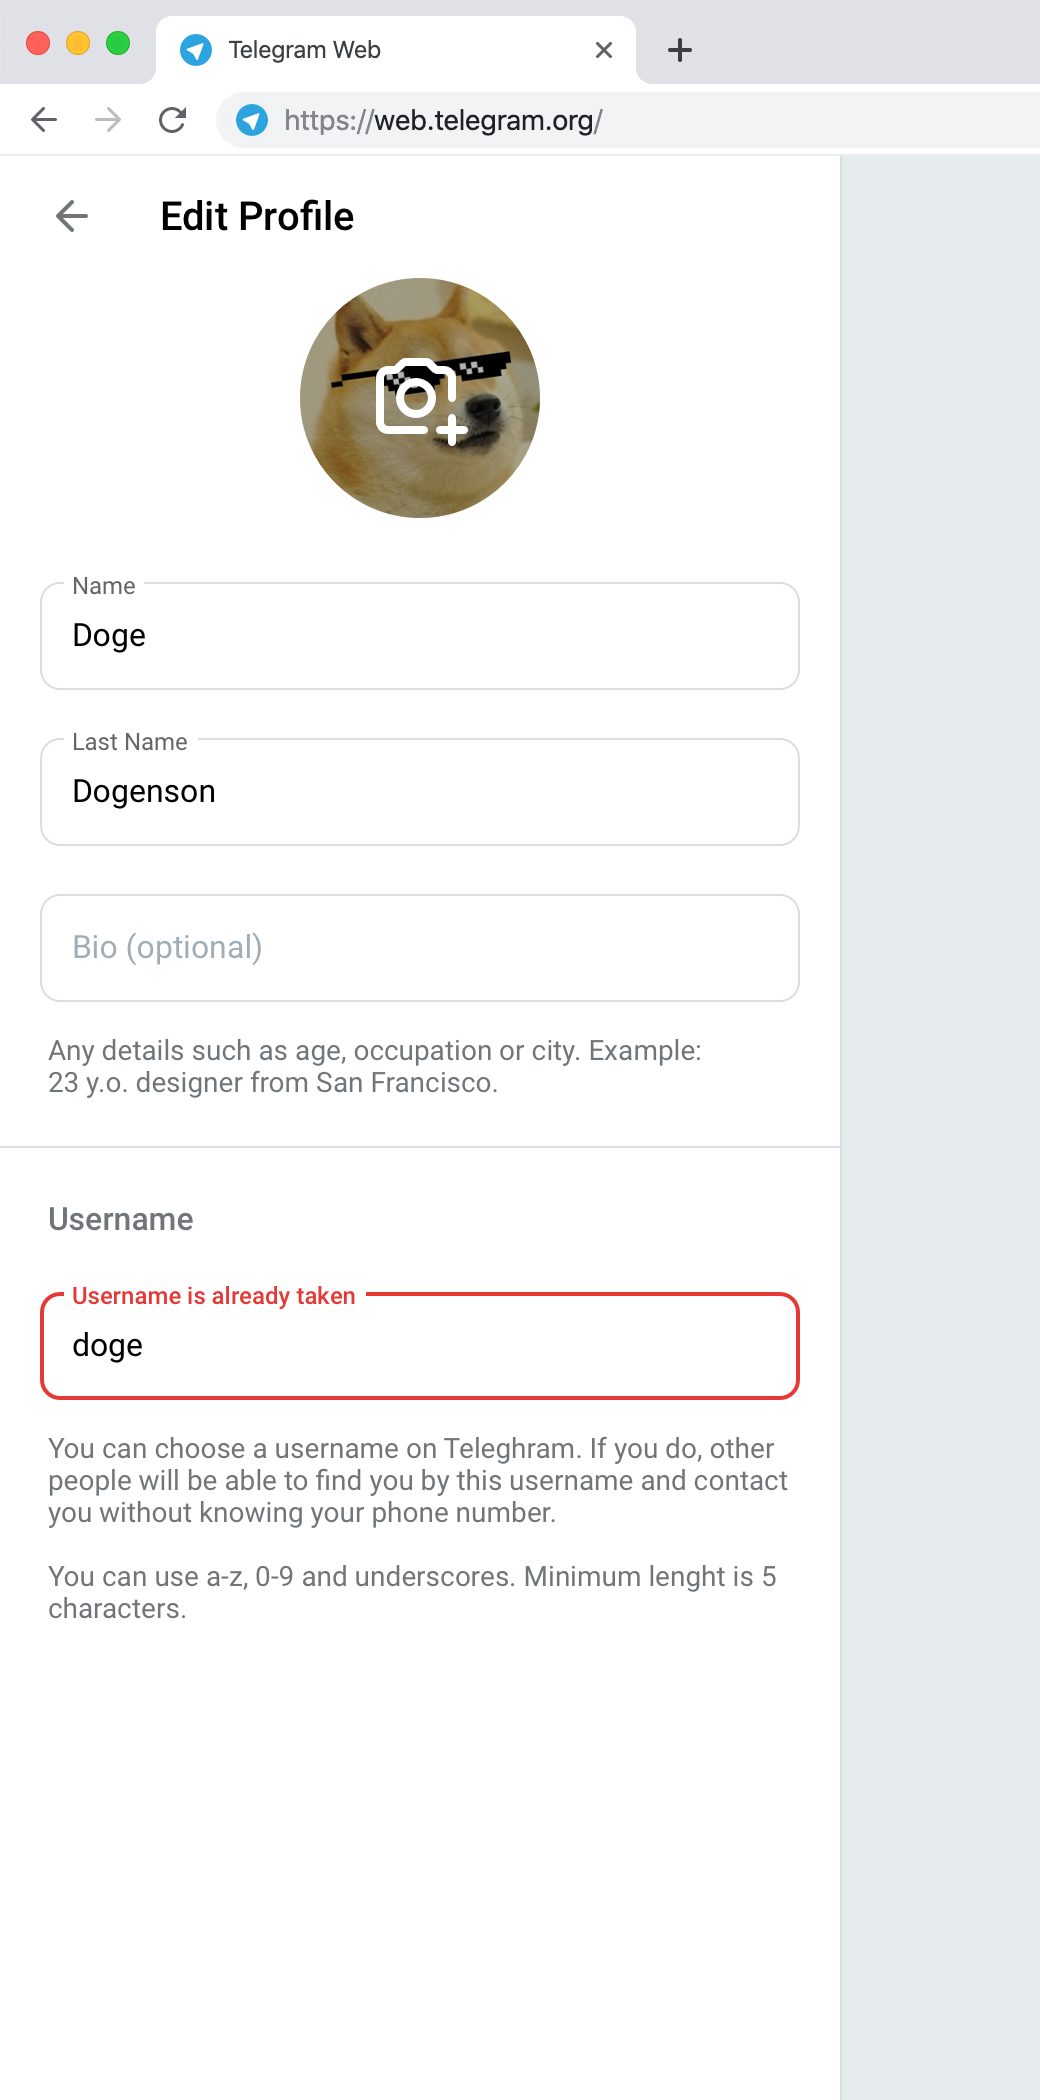 Telegram Web
https://web.telegram.org/
Edit Profile
Name
Doge
Last Name
Dogenson
Bio (optional)
Any details such as age, occupation or city. Example:
23 y.o. designer from San Francisco.
Username
Username is already taken
doge
You can choose a username on Teleghram. If you do, other
people will be able to find you by this username and contact
you without knowing your phone number.
You can use a-z, 0-9 and underscores. Minimum lenght is 5
characters.